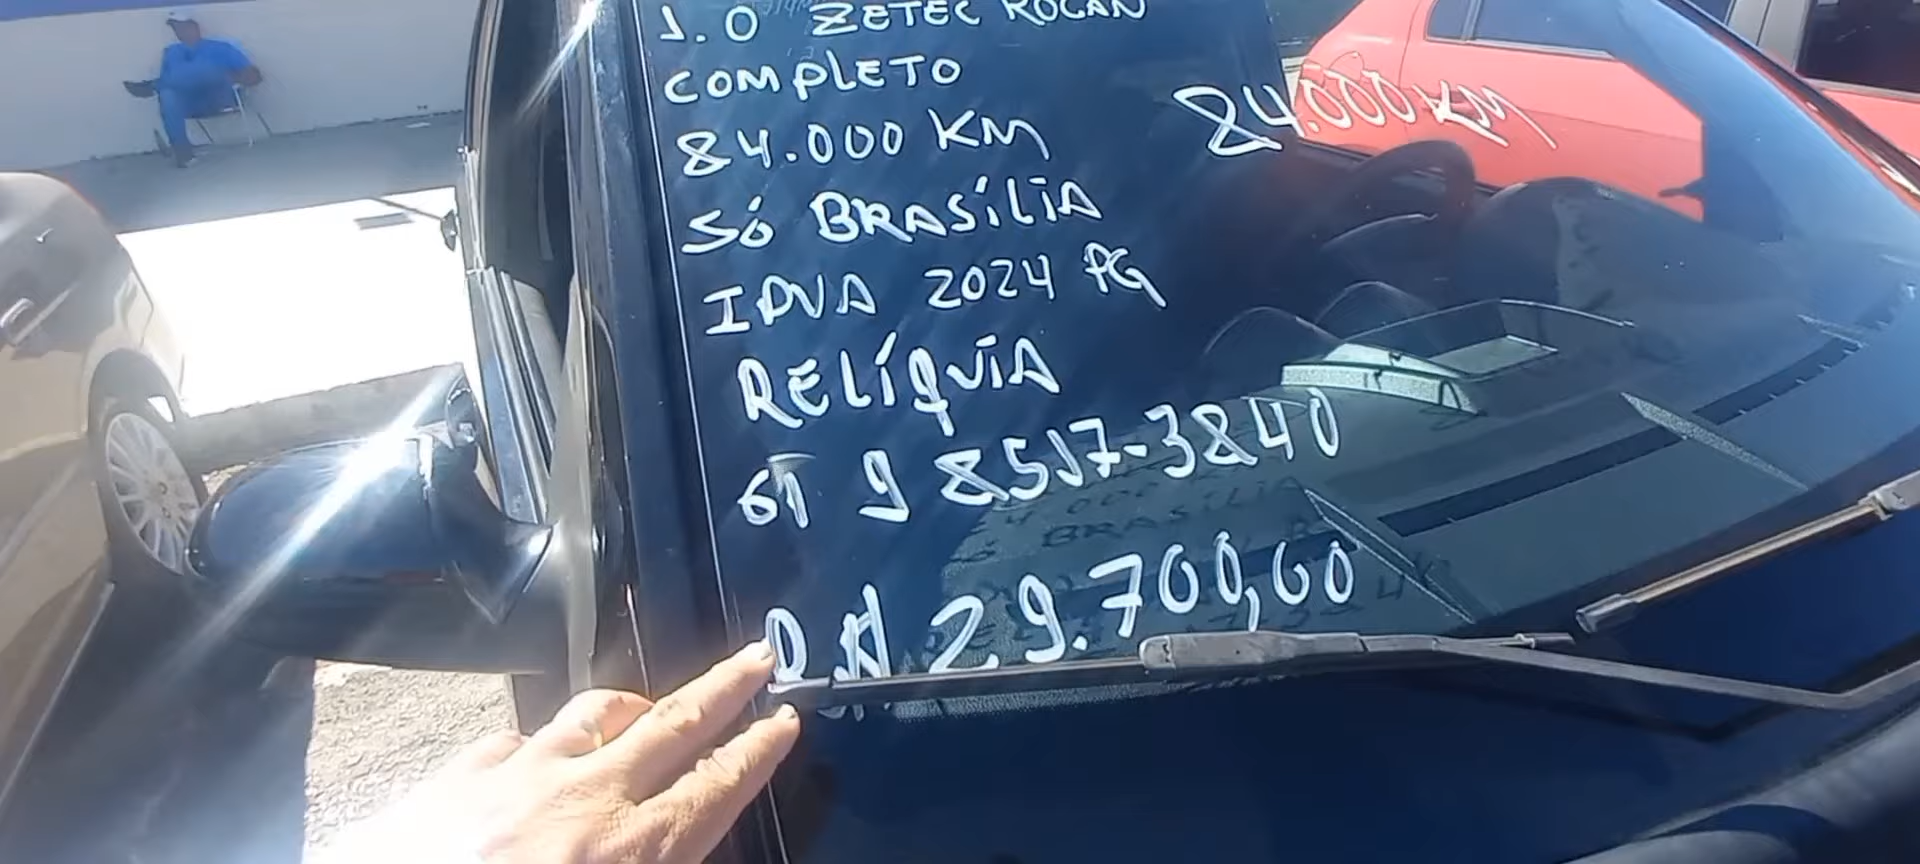 1.0 ZETEC ROCAN
COMPLETO
84.000 KM
84.000 KM
SÓ BRASÍLIA
IPVA 2024 PG
RELÍQUIA
61 9 8517-3840
R$ 29.700,00